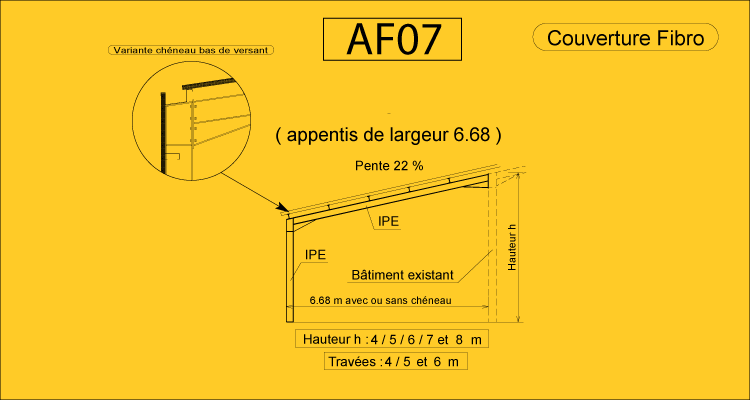 AF07
Couverture Fibro
Variante chéneau bas de versant
( appentis de largeur 6.68 )
Pente 22 %
IPE
IPE
Hauteur h
Bâtiment existant
6.68 m avec ou sans chéneau
Hauteur h : 4 / 5 / 6 / 7 et 8 m
Travées : 4 / 5 et 6 m